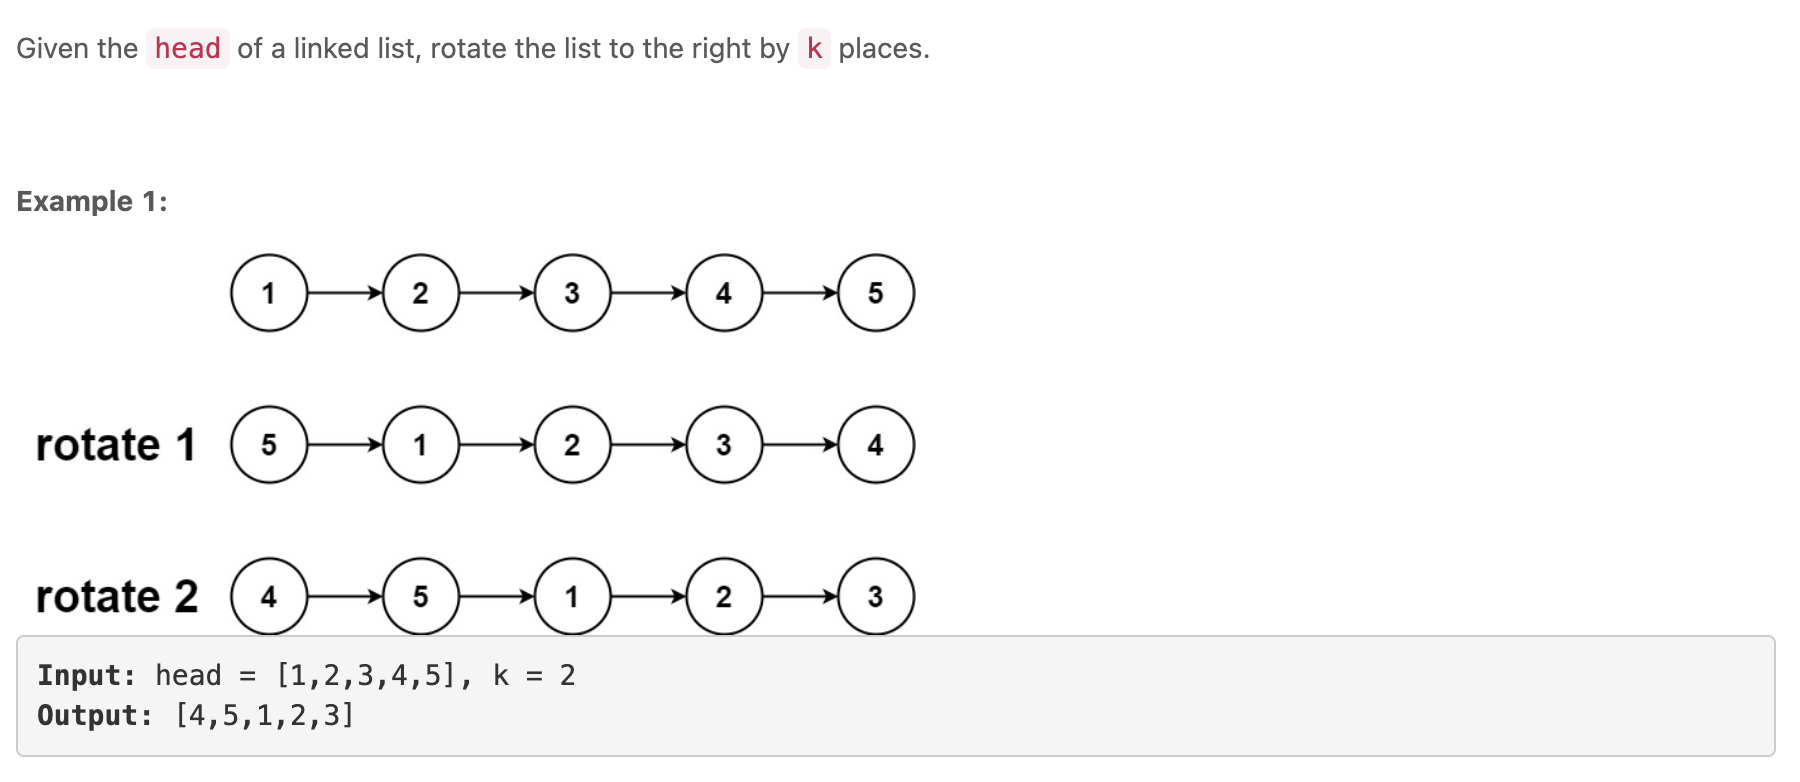 Given the head of a linked list, rotate the list to the right by k places.
Example 1:
1 2 3 4 5
rotate 1 5 1 2 3 4
rotate 2 4 5 1 2 3
Input: head = [1,2,3,4,5], k = 2
Output: [4,5,1,2,3]